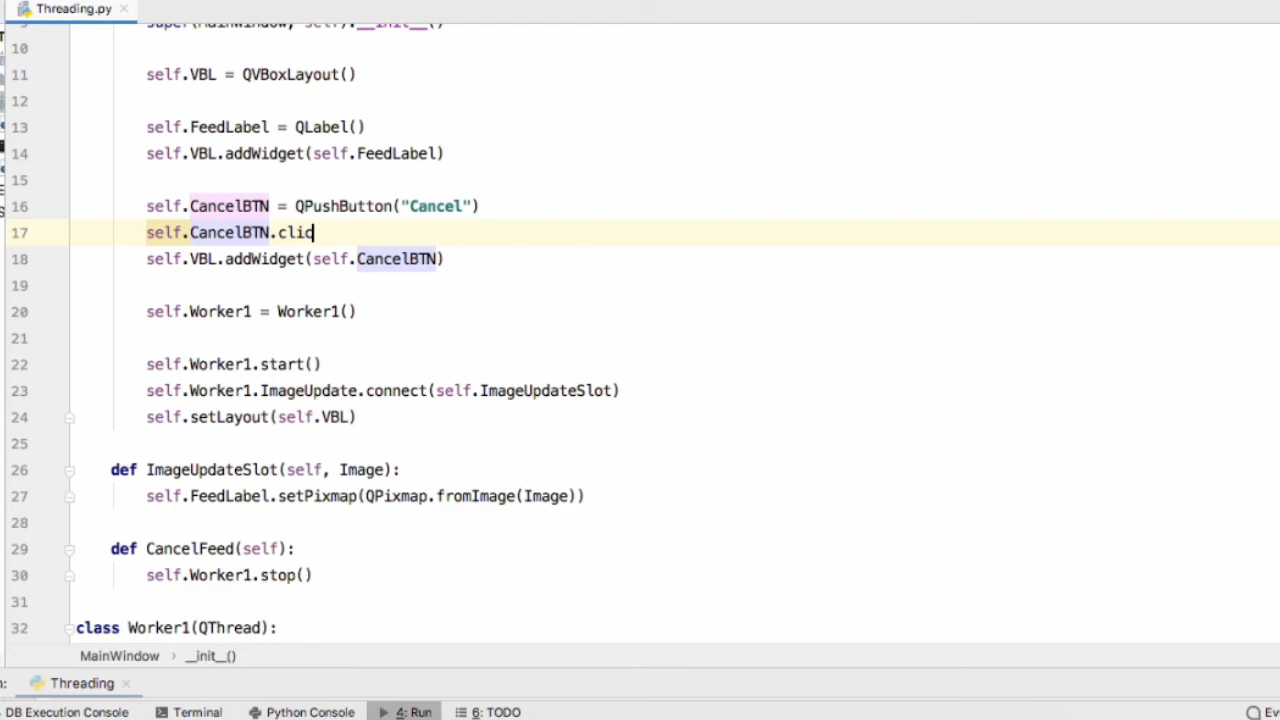 Threading.py
9 super(MainWindow, self).__init__()
10
11 self.VBL = QVBoxLayout()
12
13 self.FeedLabel = QLabel()
14 self.VBL.addWidget(self.FeedLabel)
15
16 self.CancelBTN = QPushButton("Cancel")
17 self.CancelBTN.clic
18 self.VBL.addWidget(self.CancelBTN)
19
20 self.Worker1 = Worker1()
21
22 self.Worker1.start()
23 self.Worker1.ImageUpdate.connect(self.ImageUpdateSlot)
24 self.setLayout(self.VBL)
25
26 def ImageUpdateSlot(self, Image):
27 self.FeedLabel.setPixmap(QPixmap.fromImage(Image))
28
29 def CancelFeed(self):
30 self.Worker1.stop()
31
32 class Worker1(QThread):
MainWindow › __init__()
Threading
DB Execution Console Terminal Python Console 4: Run 6: TODO